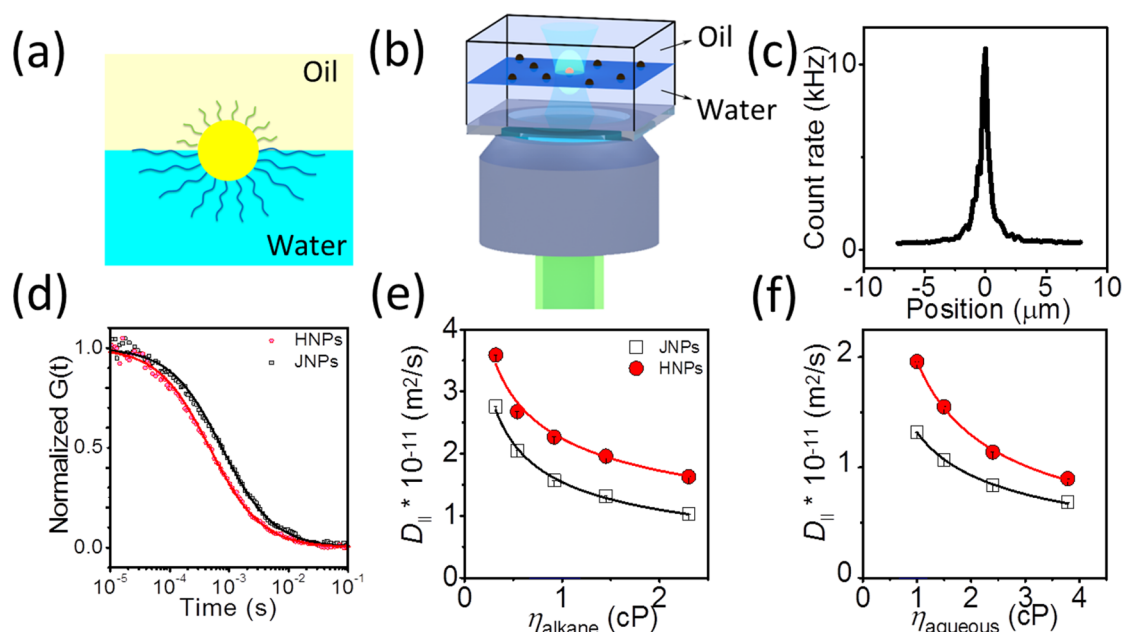 (a)
Oil
Water
(b)
Oil
Water
(c)
Count rate (kHz)
10
0
-10
-5
0
5
10
Position (μm)
(d)
Normalized G(t)
1.0
0.5
0.0
HNPs
JNPs
10-5
10-4
10-3
10-2
10-1
Time (s)
(e)
D|| * 10-11 (m2/s)
4
3
2
1
0
JNPs
HNPs
0
1
2
ηalkane (cP)
(f)
D|| * 10-11 (m2/s)
2
1
0
0
1
2
3
4
ηaqueous (cP)